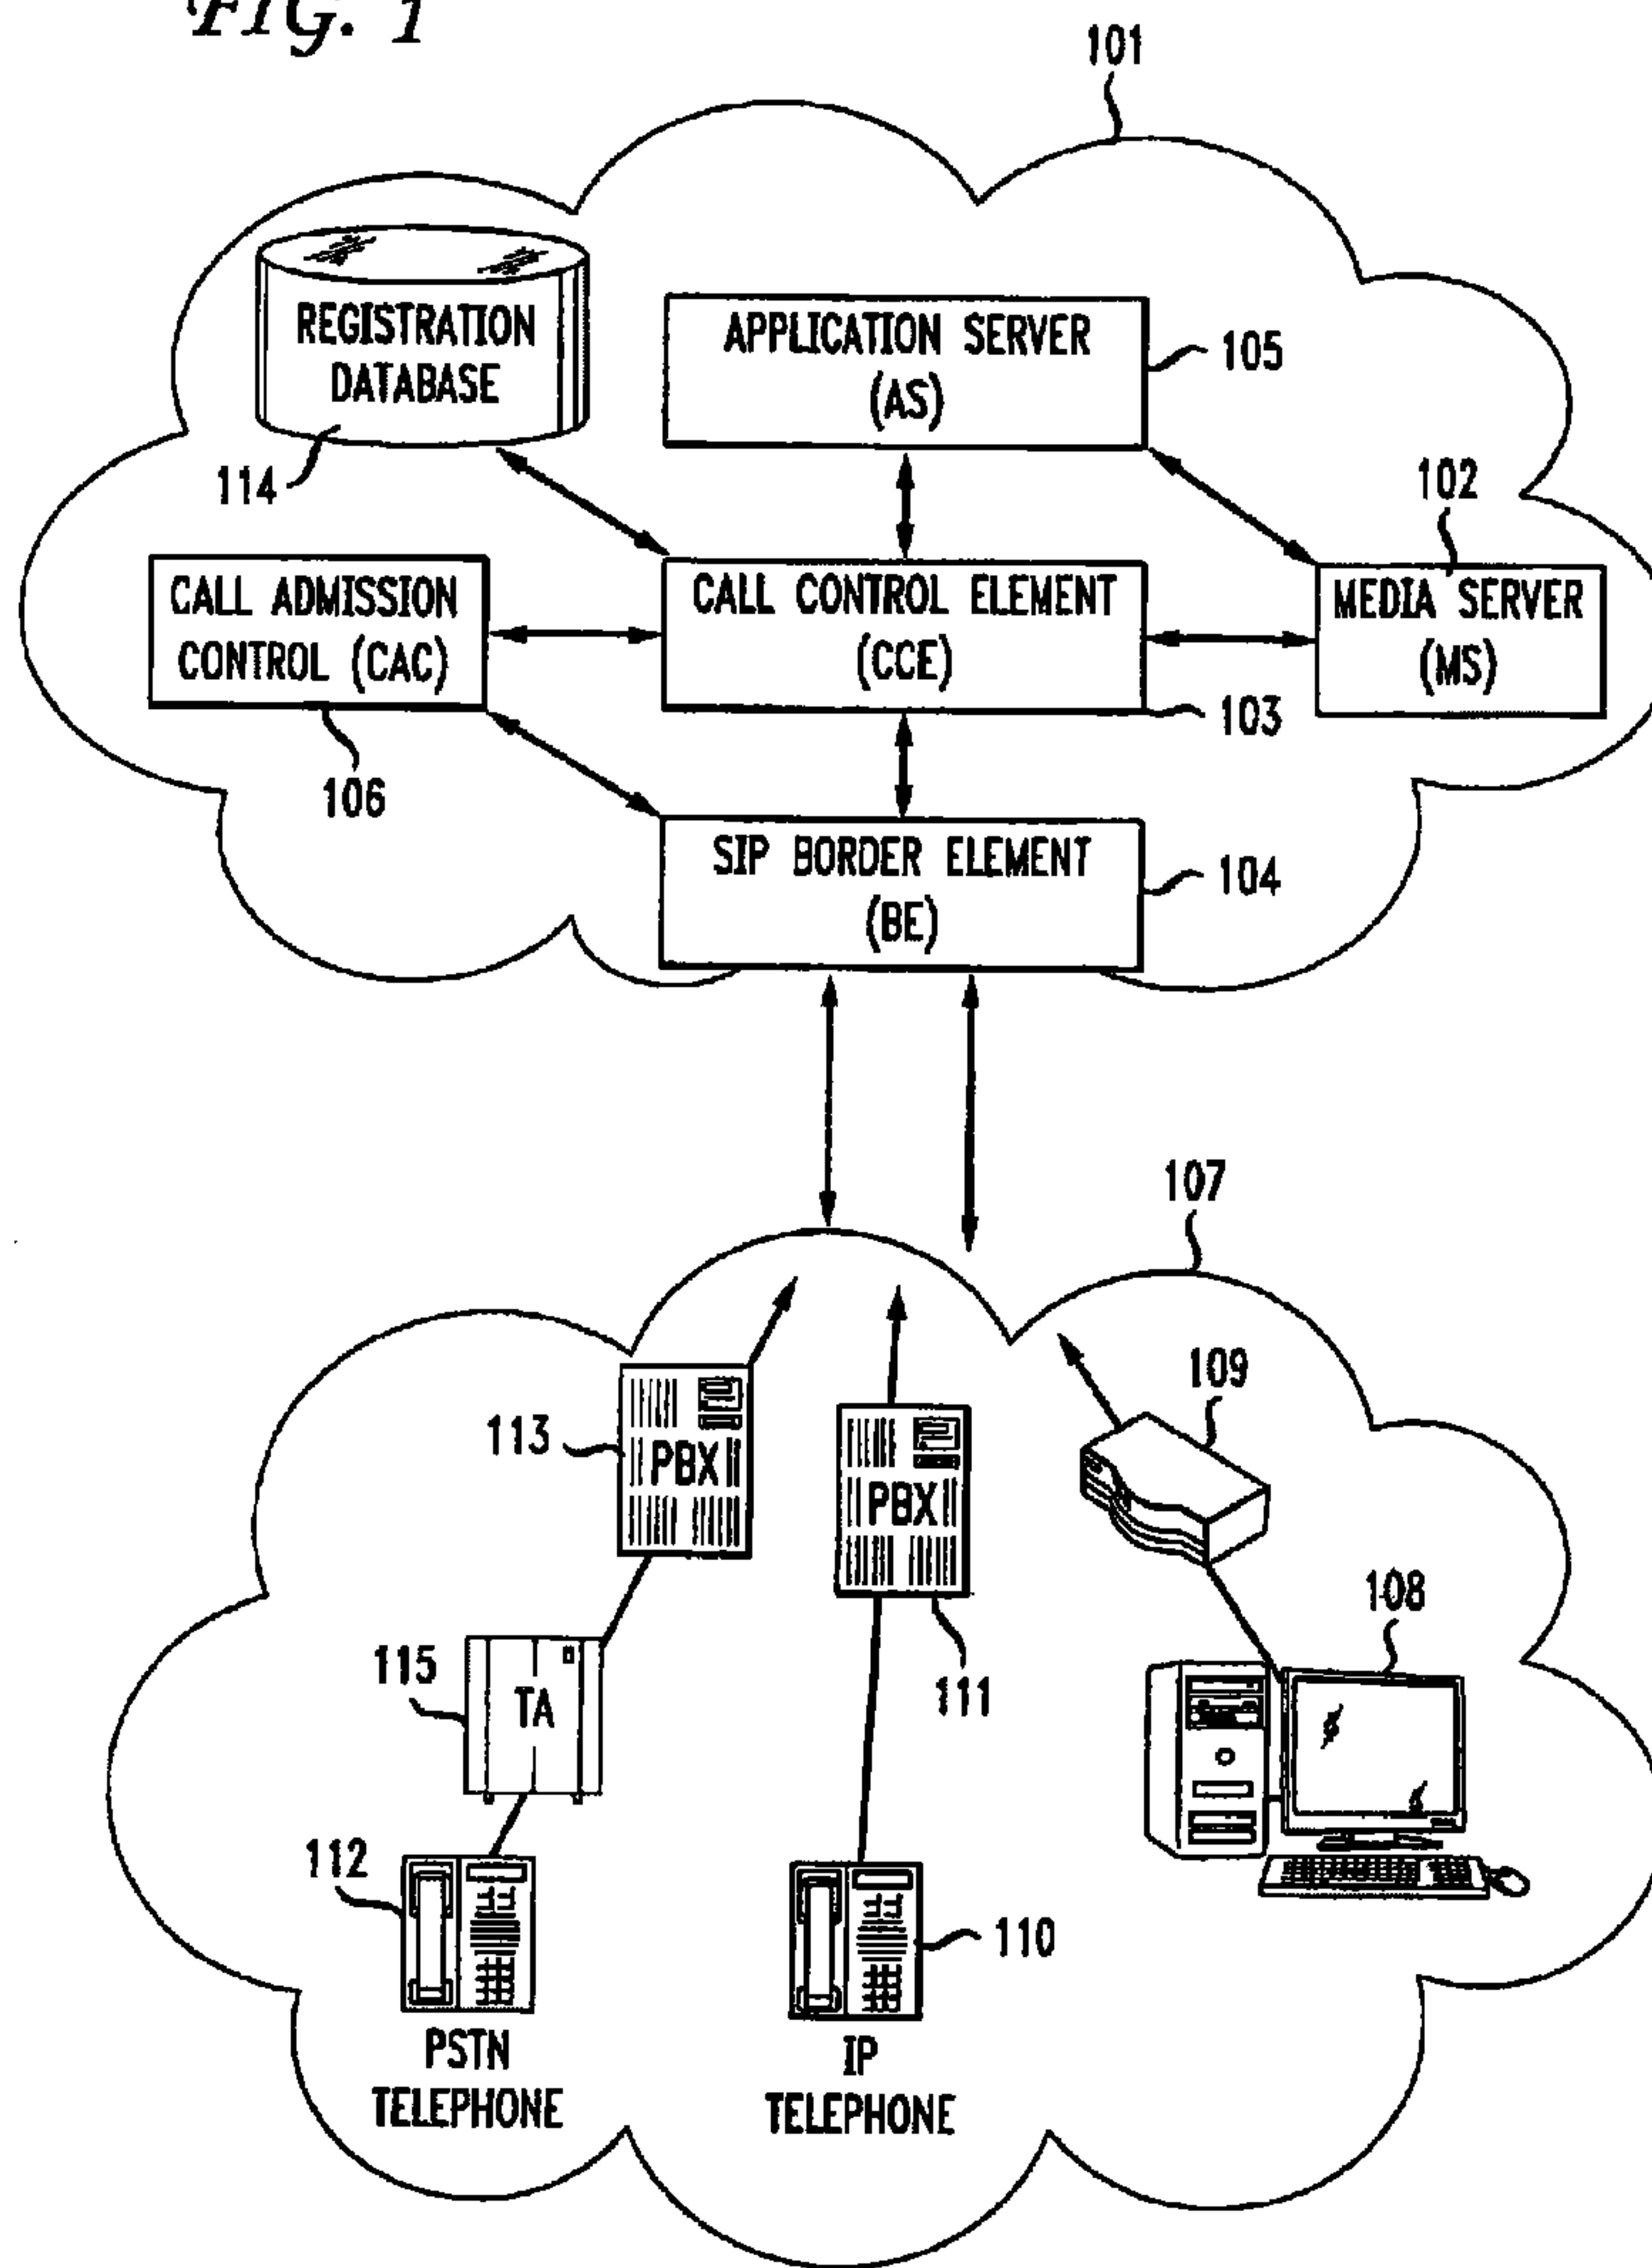 FIG. 1
101
REGISTRATION
DATABASE
114
APPLICATION SERVER
(AS)
105
102
CALL ADMISSION
CONTROL (CAC)
106
CALL CONTROL ELEMENT
(CCE)
103
MEDIA SERVER
(MS)
SIP BORDER ELEMENT
(BE)
104
107
113
PBX
PBX
111
109
108
115
TA
112
110
PSTN
TELEPHONE
IP
TELEPHONE